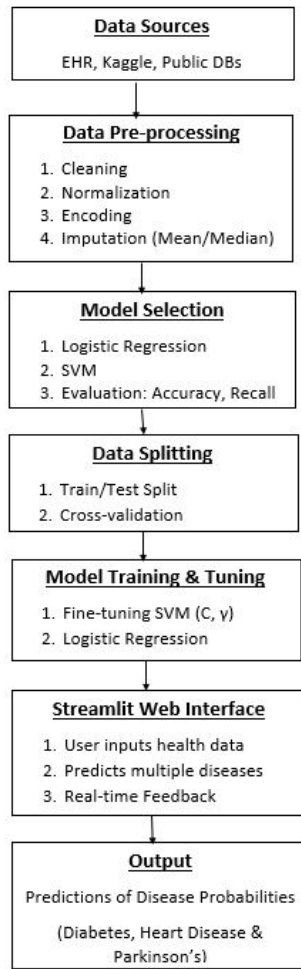 Data Sources
EHR, Kaggle, Public DBs
Data Pre-processing
1. Cleaning
2. Normalization
3. Encoding
4. Imputation (Mean/Median)
Model Selection
1. Logistic Regression
2. SVM
3. Evaluation: Accuracy, Recall
Data Splitting
1. Train/Test Split
2. Cross-validation
Model Training & Tuning
1. Fine-tuning SVM (C, γ)
2. Logistic Regression
Streamlit Web Interface
1. User inputs health data
2. Predicts multiple diseases
3. Real-time Feedback
Output
Predictions of Disease Probabilities
(Diabetes, Heart Disease &
Parkinson's)